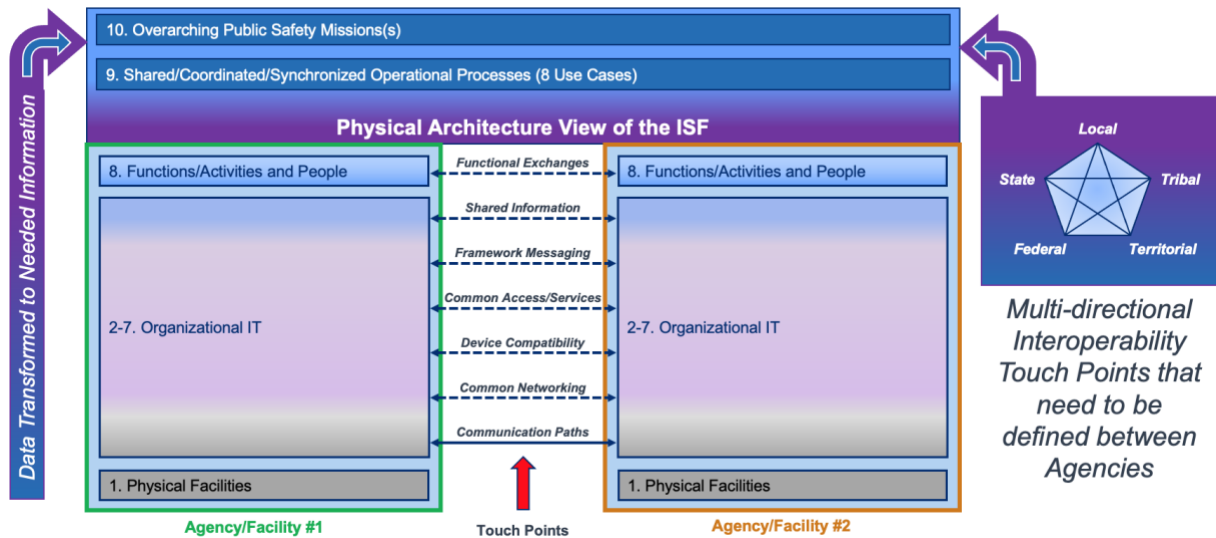 10. Overarching Public Safety Missions(s)
9. Shared/Coordinated/Synchronized Operational Processes (8 Use Cases)
Physical Architecture View of the ISF
Data Transformed to Needed Information
8. Functions/Activities and People
2-7. Organizational IT
1. Physical Facilities
Agency/Facility #1
Functional Exchanges
Shared Information
Framework Messaging
Common Access/Services
Device Compatibility
Common Networking
Communication Paths
Touch Points
8. Functions/Activities and People
2-7. Organizational IT
1. Physical Facilities
Agency/Facility #2
Local
State
Tribal
Federal
Territorial
Multi-directional
Interoperability
Touch Points that
need to be
defined between
Agencies